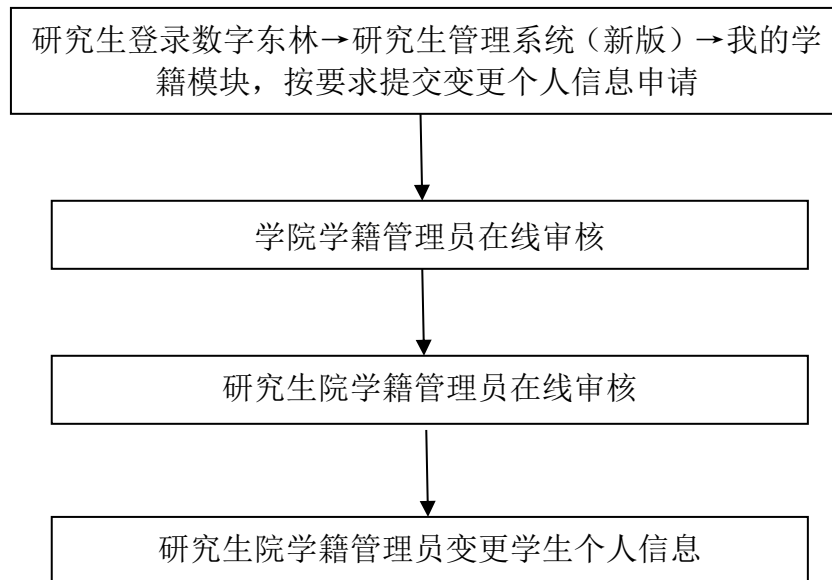 研究生登录数字东林→研究生管理系统（新版）→我的学
籍模块，按要求提交变更个人信息申请
学院学籍管理员在线审核
研究生院学籍管理员在线审核
研究生院学籍管理员变更学生个人信息